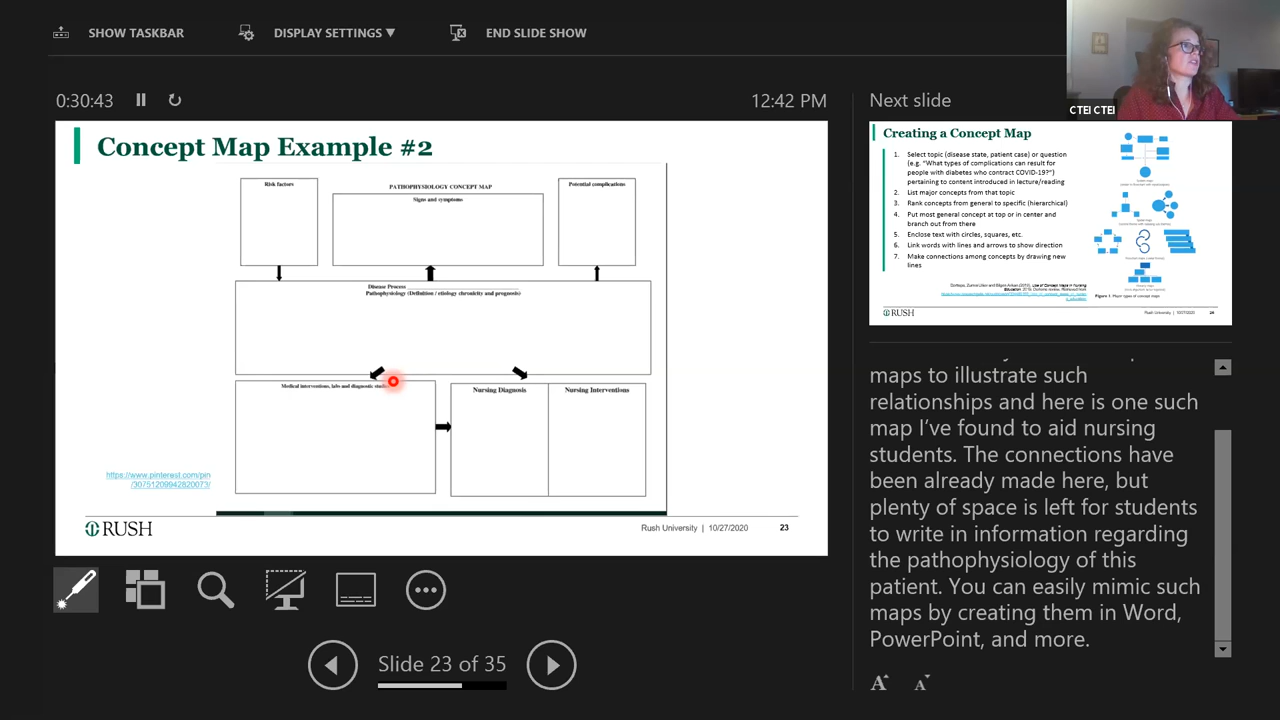 SHOW TASKBAR
DISPLAY SETTINGS ▼
END SLIDE SHOW
CTEI CTEI
0:30:43
12:42 PM
Concept Map Example #2
Risk factors
PATHOPHYSIOLOGY CONCEPT MAP
Signs and symptoms
Potential complications
Disease Process
Pathophysiology (Definition / etiology chronicity and prognosis)
Medical interventions, labs and diagnostic
Nursing Diagnosis
Nursing Interventions
https://www.pinterest.com/pin
/307512099428200737/
RUSH
Rush University | 10/27/2020
23
Slide 23 of 35
Next slide
Creating a Concept Map
1. Select topic (disease state, patient case) or question
(e.g. "What types of complications can result for
people with diabetes who contract COVID-19?")
pertaining to content introduced in lecture/reading
2. List major concepts from that topic
3. Rank concepts from general to specific (hierarchical)
4. Put most general concept at top or in center and
branch out from there
5. Enclose text with circles, squares, etc.
6. Link words with lines and arrows to show direction
7. Make connections among concepts by drawing new
lines
Figure 1. Major types of concept maps
RUSH
Rush University | 10/27/2020
24
maps to illustrate such
relationships and here is one such
map I've found to aid nursing
students. The connections have
been already made here, but
plenty of space is left for students
to write in information regarding
the pathophysiology of this
patient. You can easily mimic such
maps by creating them in Word,
PowerPoint, and more.
A A